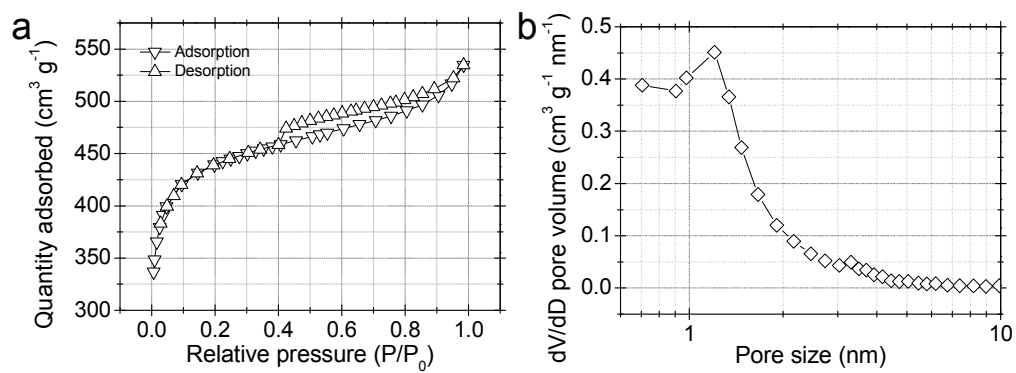 a
Quantity adsorbed (cm³ g⁻¹)
550
500
450
400
350
300
Adsorption
Desorption
0.0 0.2 0.4 0.6 0.8 1.0
Relative pressure (P/P₀)
b
dV/dD pore volume (cm³ g⁻¹ nm⁻¹)
0.5
0.4
0.3
0.2
0.1
0.0
1 10
Pore size (nm)